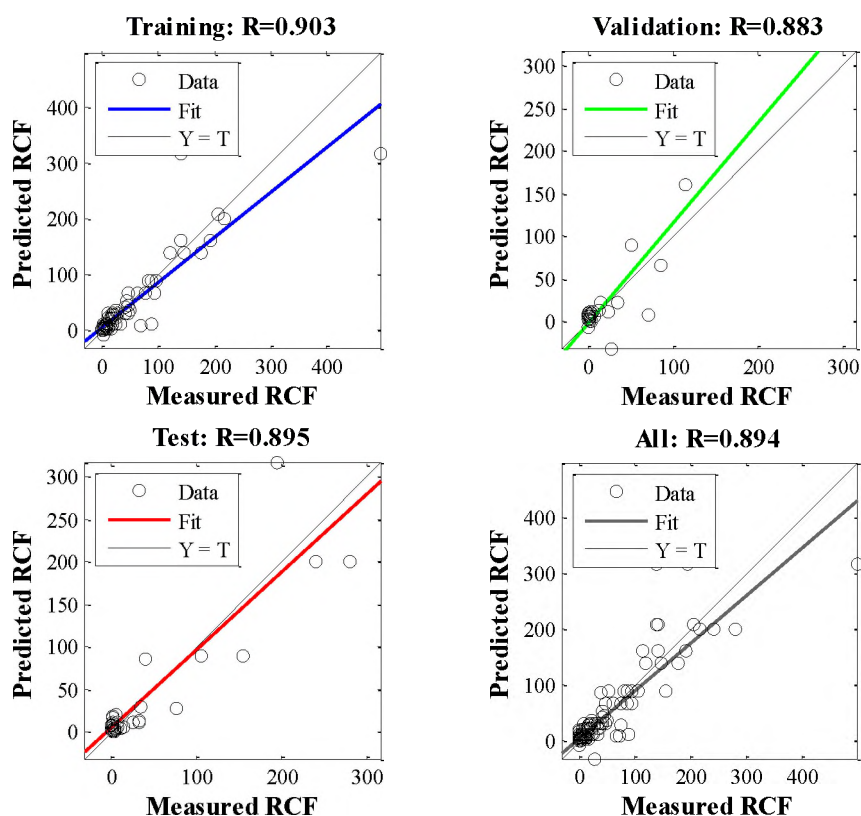 Training: R=0.903
Data
Fit
Y = T
Predicted RCF
400
300
200
100
0
0 100 200 300 400
Measured RCF
Validation: R=0.883
Data
Fit
Y = T
Predicted RCF
300
250
200
150
100
50
0
0 100 200 300
Measured RCF
Test: R=0.895
Data
Fit
Y = T
Predicted RCF
300
250
200
150
100
50
0
0 100 200 300
Measured RCF
All: R=0.894
Data
Fit
Y = T
Predicted RCF
400
300
200
100
0
0 100 200 300 400
Measured RCF